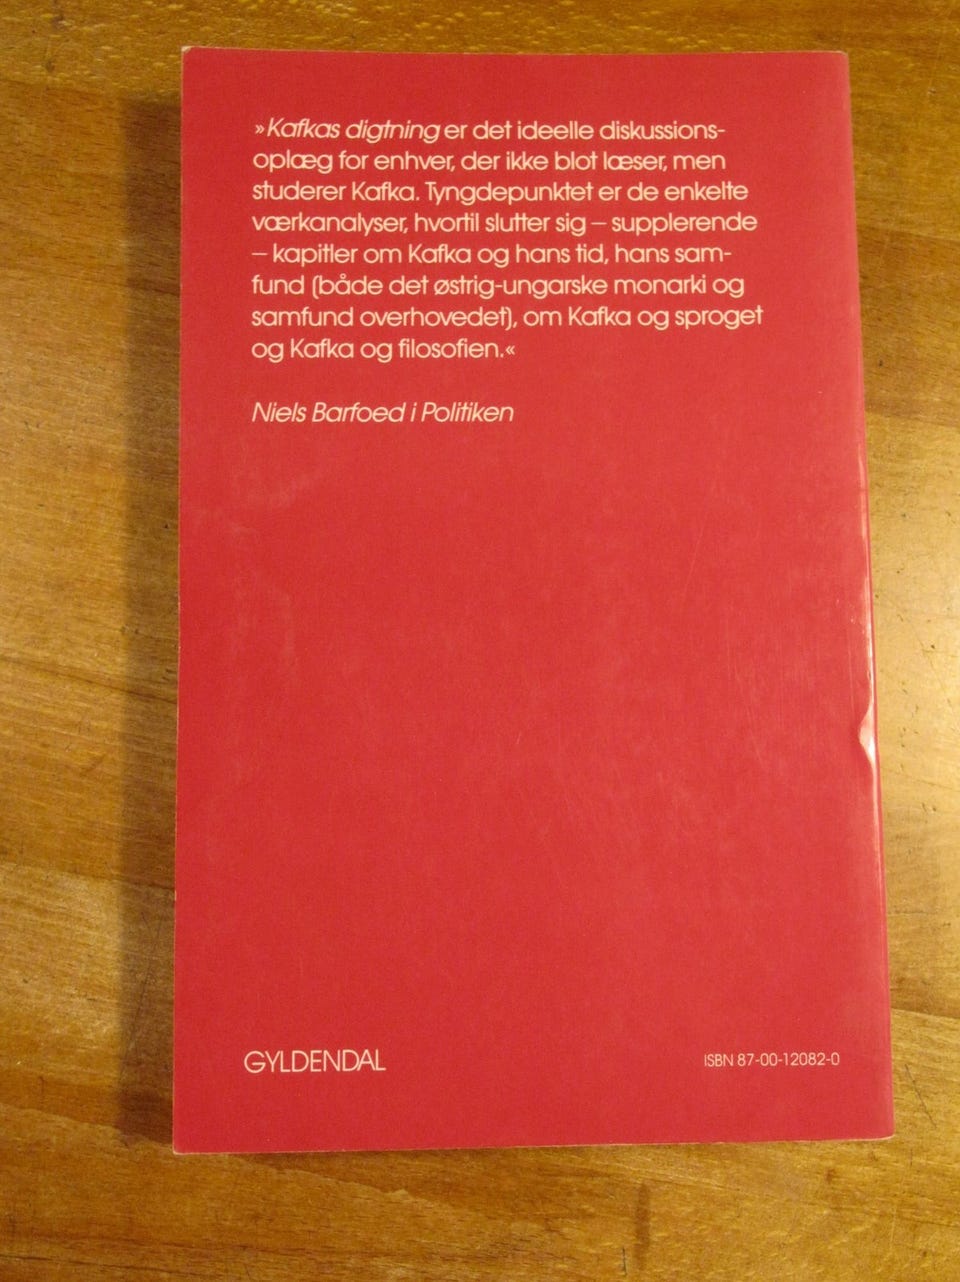 »Kafkas digtning er det ideelle diskussions-
oplæg for enhver, der ikke blot læser, men
studerer Kafka. Tyngdepunktet er de enkelte
værkanalyser, hvortil slutter sig – supplerende
– kapitler om Kafka og hans tid, hans sam-
fund (både det østrig-ungarske monarki og
samfund overhovedet), om Kafka og sproget
og Kafka og filosofien.«
Niels Barfoed i Politiken
GYLDENDAL
ISBN 87-00-12082-0